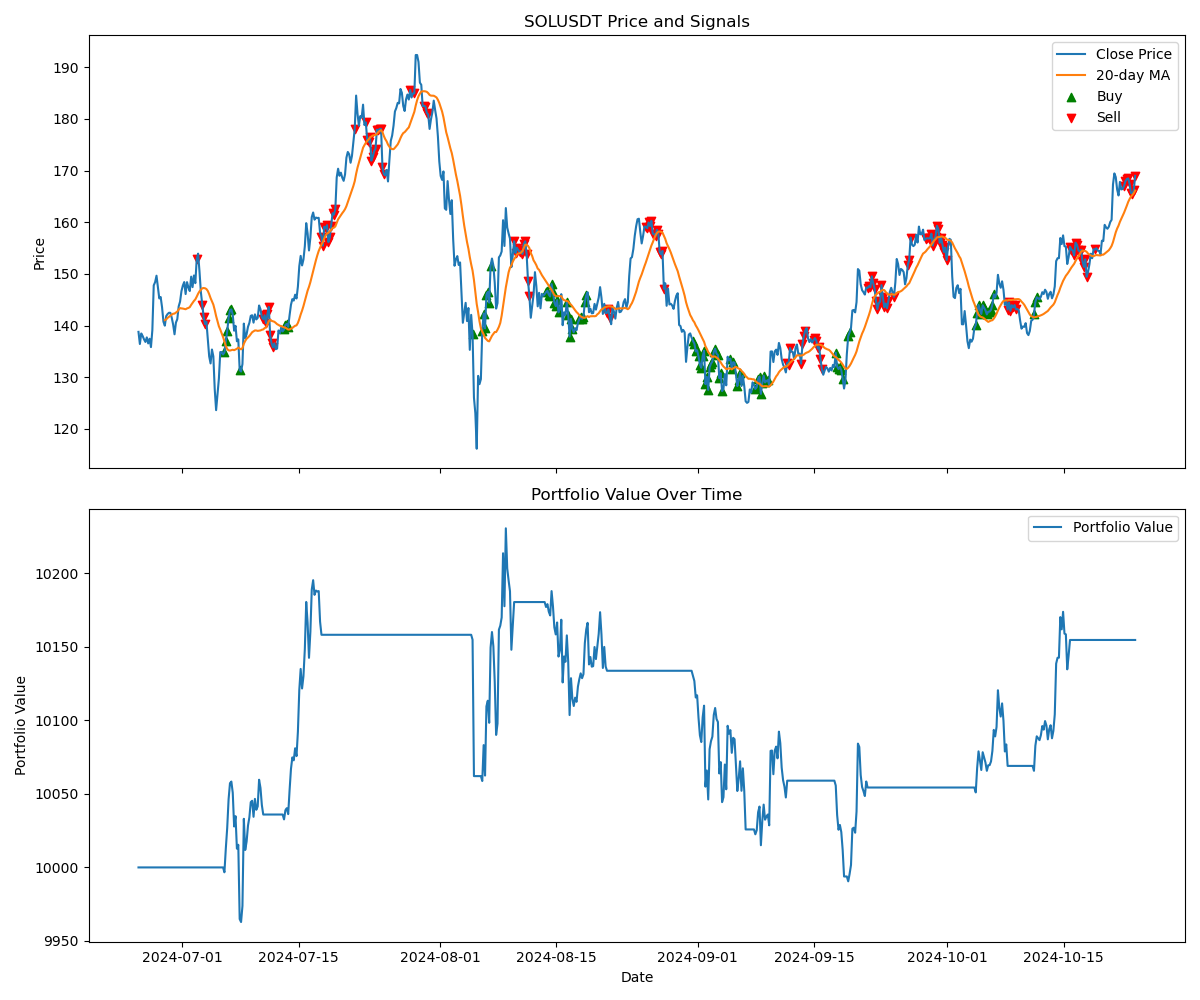 SOLUSDT Price and Signals
Close Price
20-day MA
Buy
Sell
190
180
170
160
150
140
130
120
Price
Portfolio Value Over Time
Portfolio Value
10200
10150
10100
10050
10000
9950
Portfolio Value
2024-07-01 2024-07-15 2024-08-01 2024-08-15 2024-09-01 2024-09-15 2024-10-01 2024-10-15
Date